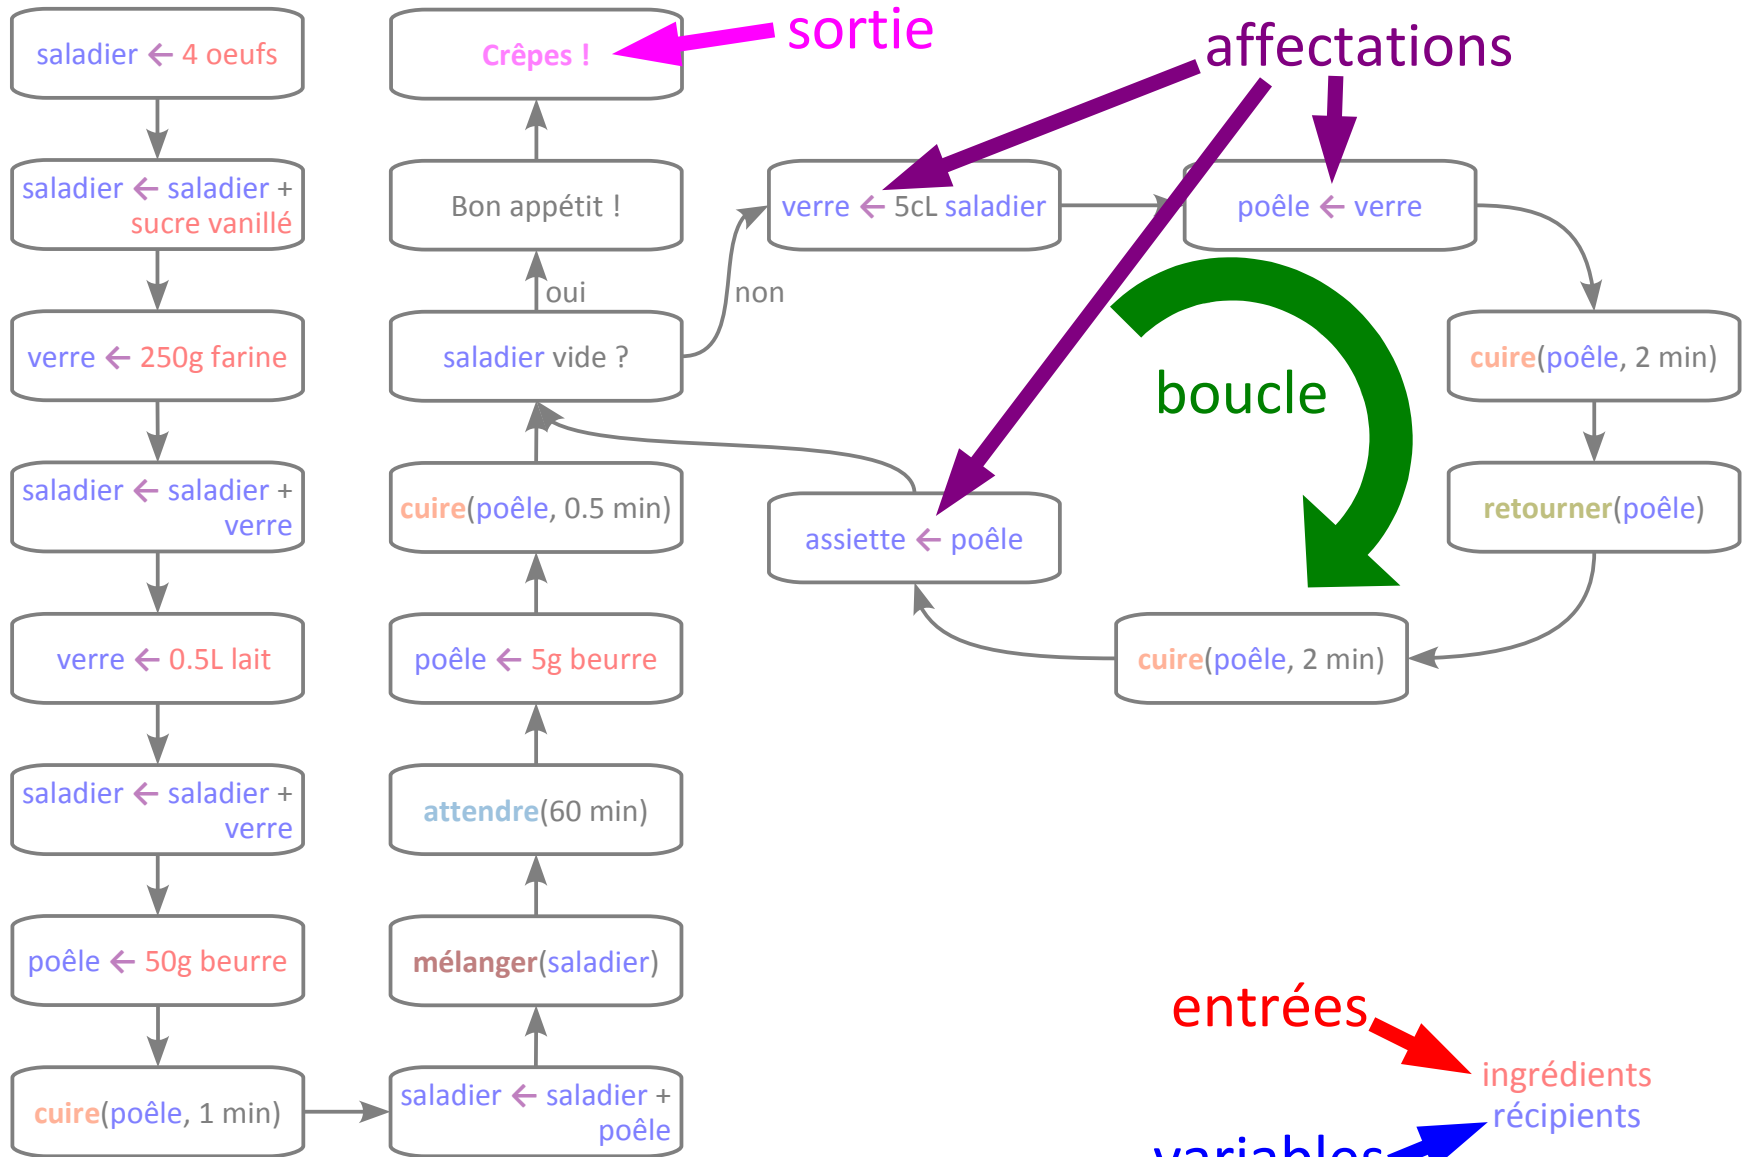 saladier ← 4 oeufs
saladier ← saladier +
sucre vanillé
verre ← 250g farine
saladier ← saladier +
verre
verre ← 0.5L lait
saladier ← saladier +
verre
poêle ← 50g beurre
cuire(poêle, 1 min)
saladier ← saladier +
poêle
mélanger(saladier)
attendre(60 min)
poêle ← 5g beurre
cuire(poêle, 0.5 min)
saladier vide ?
oui
non
Bon appétit !
Crêpes !
sortie
affectations
verre ← 5cL saladier
poêle ← verre
cuire(poêle, 2 min)
retourner(poêle)
cuire(poêle, 2 min)
assiette ← poêle
boucle
entrées
ingrédients
récipients
variables